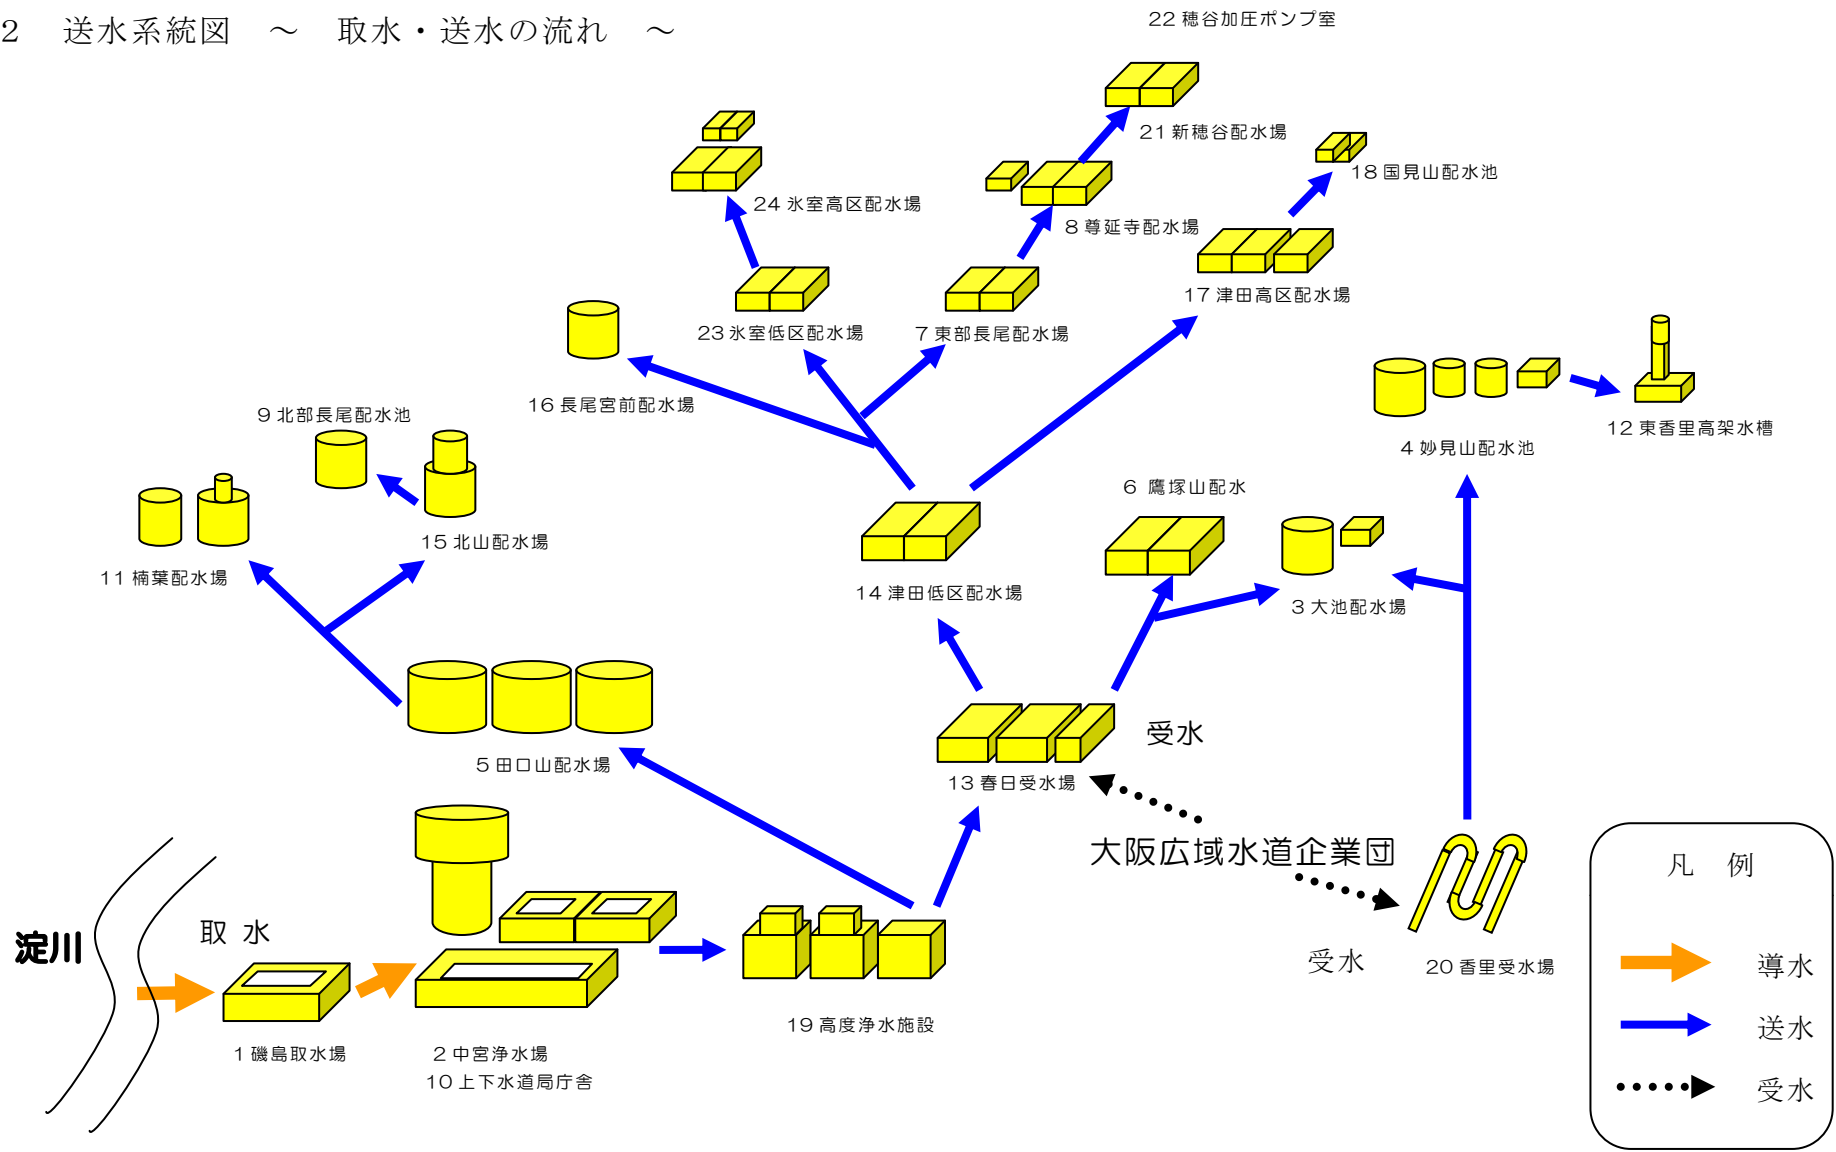 2 送水系統図 ～ 取水・送水の流れ ～
22 穂谷加圧ポンプ室
21 新穂谷配水場
18 国見山配水池
24 氷室高区配水場
8 尊延寺配水場
17 津田高区配水場
23 氷室低区配水場
7 東部長尾配水場
16 長尾宮前配水場
9 北部長尾配水池
12 東香里高架水槽
4 妙見山配水池
6 鷹塚山配水
15 北山配水場
11 楠葉配水場
14 津田低区配水場
3 大池配水場
受水
5 田口山配水場
13 春日受水場
大阪広域水道企業団
凡 例
取 水
淀川
受水
20 香里受水場
導水
19 高度浄水施設
送水
1 磯島取水場
2 中宮浄水場
10 上下水道局庁舎
受水